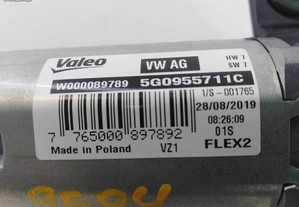 Valeo VW AG HW 7
SW 7
W000089789 5G0955711C
1/S - 001765
28/08/2019
08:26:09
7 765000 897892 01S
Made in Poland VZ1 FLEX2